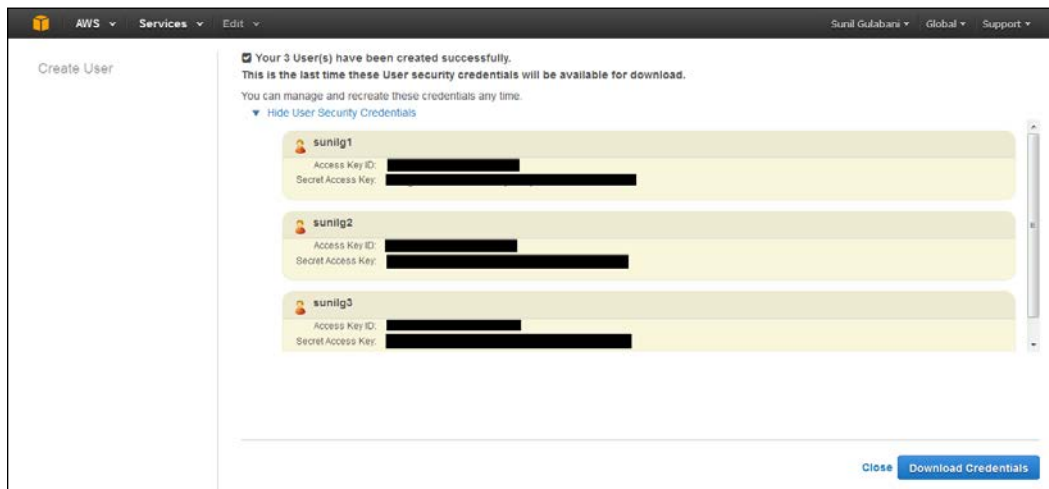 AWS Services Edit Sunil Gulabani Global Support
Create User
Your 3 User(s) have been created successfully.
This is the last time these User security credentials will be available for download.
You can manage and recreate these credentials any time.
Hide User Security Credentials
sunilg1
Access Key ID:
Secret Access Key:
sunilg2
Access Key ID:
Secret Access Key:
sunilg3
Access Key ID:
Secret Access Key:
Close Download Credentials